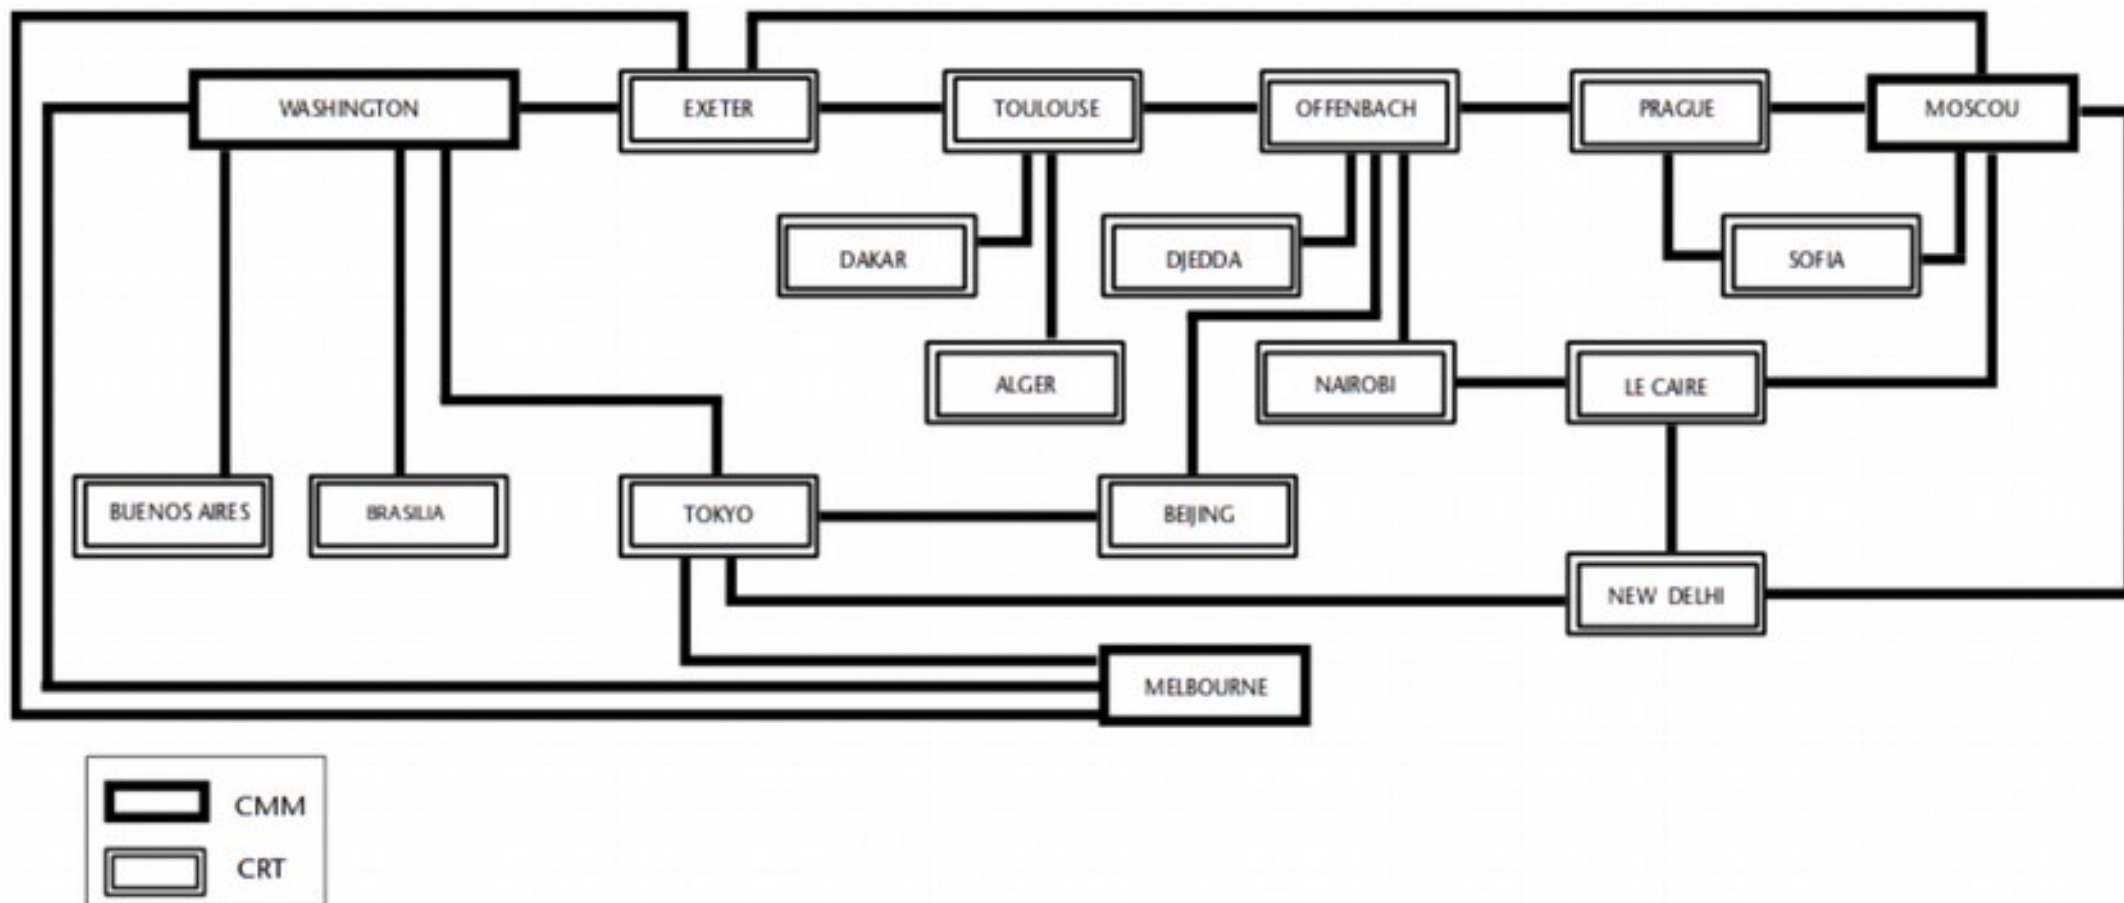 WASHINGTON
EXETER
TOULOUSE
OFFENBACH
PRAGUE
MOSCOU
DAKAR
DJEDDA
SOFIA
ALGER
NAIROBI
LE CAIRE
BUENOS AIRES
BRASILIA
TOKYO
BEIJING
NEW DELHI
MELBOURNE
CMM
CRT